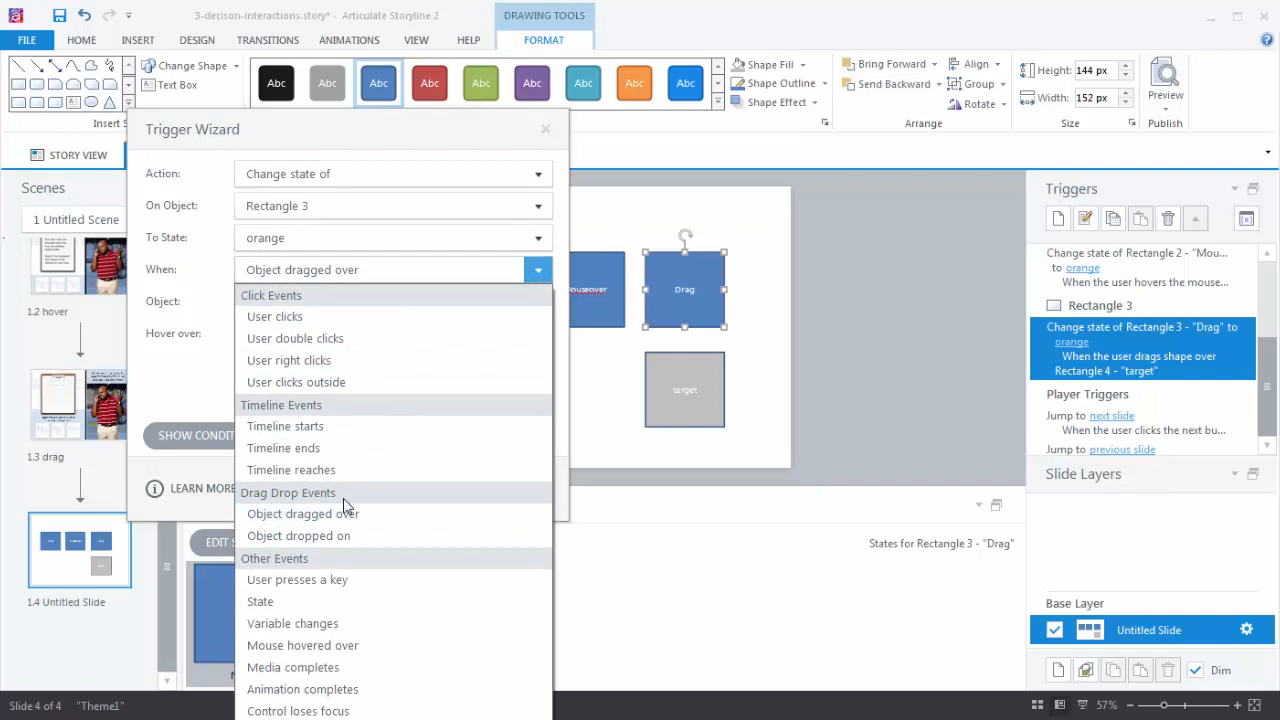 3-decison-interactions.story* - Articulate Storyline 2
DRAWING TOOLS
FILE
HOME
INSERT
DESIGN
TRANSITIONS
ANIMATIONS
VIEW
HELP
FORMAT
Change Shape
Text Box
Abc Abc Abc Abc Abc Abc Abc Abc Abc
Shape Fill
Shape Outline
Shape Effect
Bring Forward
Send Backward
Align
Group
Rotate
Height: 144 px
Width: 152 px
Preview
Insert S
Arrange
Size
Publish
STORY VIEW
Scenes
1 Untitled Scene
1.2 hover
1.3 drag
1.4 Untitled Slide
Trigger Wizard
Action: Change state of
On Object: Rectangle 3
To State: orange
When: Object dragged over
Object:
Hover over:
SHOW CONDIT
LEARN MORE
Click Events
User clicks
User double clicks
User right clicks
User clicks outside
Timeline Events
Timeline starts
Timeline ends
Timeline reaches
Drag Drop Events
Object dragged over
Object dropped on
Other Events
User presses a key
State
Variable changes
Mouse hovered over
Media completes
Animation completes
Control loses focus
EDIT S
N
ouseover
Drag
target
States for Rectangle 3 - "Drag"
Triggers
Change state of Rectangle 2 - "Mou...
to orange
When the user hovers the mouse...
Rectangle 3
Change state of Rectangle 3 - "Drag" to
orange
When the user drags shape over
Rectangle 4 - "target"
Player Triggers
Jump to next slide
When the user clicks the next bu...
Jump to previous slide
Slide Layers
Base Layer
Untitled Slide
Dim
Slide 4 of 4
"Theme1"
57%